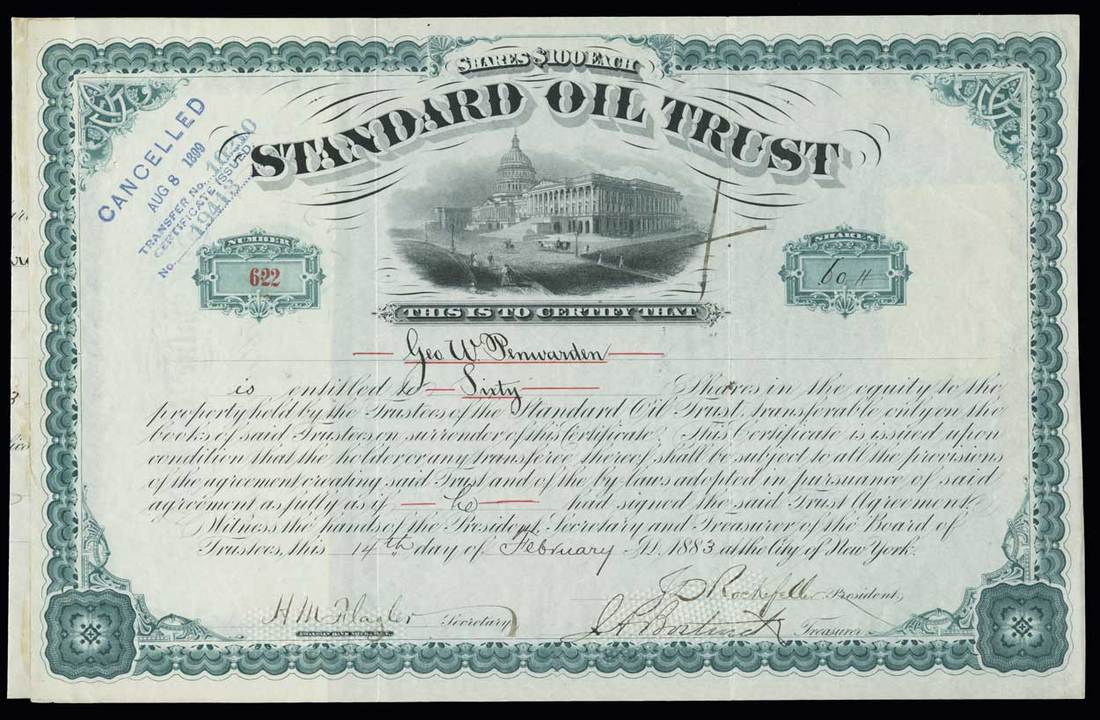 SHARES $100 EACH
STANDARD OIL TRUST
CANCELLED
AUG 8 1899
TRANSFER No.
CERTIFICATE ISSUED
No.
NUMBER
622
SHARES
60
THIS IS TO CERTIFY THAT
Geo W. Penwarden
is entitled to Sixty Shares in the equity to the
property held by the Trustees of the Standard Oil Trust, transferable only on the
books of said Trustees on surrender of this Certificate. This Certificate is issued upon
condition that the holder or any transferee thereof shall be subject to all the provisions
of the agreement creating said Trust and of the by-laws adopted in pursuance of said
agreement as fully as if he had signed the said Trust Agreement.
Witness the hands of the President, Secretary and Treasurer of the Board of
Trustees, this 14th day of February A.D. 1883 at the City of New York.
H M Flagler Secretary
J D Rockefeller President,
J A Bostwick Treasurer